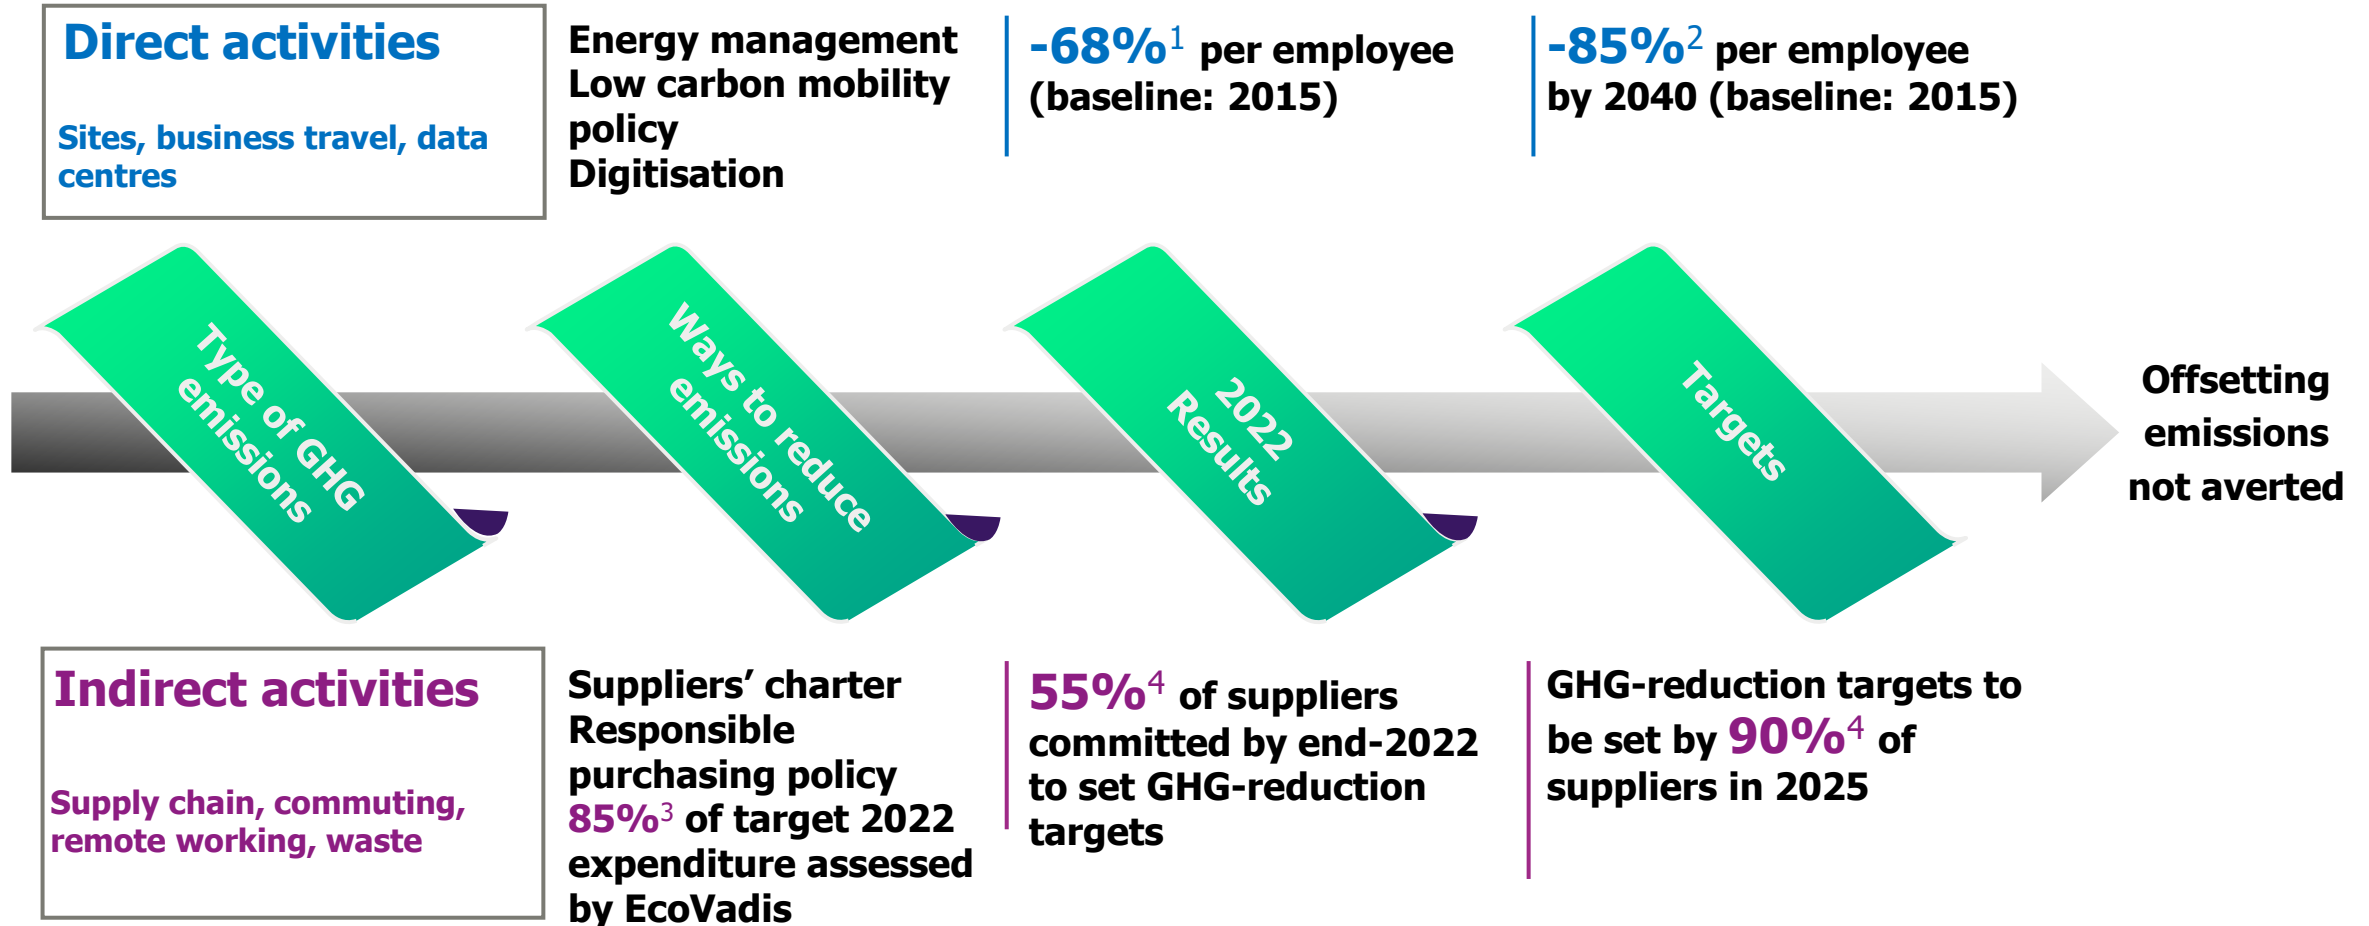 Direct activities
Sites, business travel, data
centres
Energy management
Low carbon mobility
policy
Digitisation
-68%1 per employee
(baseline: 2015)
-85%2 per employee
by 2040 (baseline: 2015)
Type of GHG
emissions
Ways to reduce
emissions
2022
Results
Targets
Offsetting
emissions
not averted
Indirect activities
Supply chain, commuting,
remote working, waste
Suppliers’ charter
Responsible
purchasing policy
85%3 of target 2022
expenditure assessed
by EcoVadis
55%4 of suppliers
committed by end-2022
to set GHG-reduction
targets
GHG-reduction targets to
be set by 90%4 of
suppliers in 2025